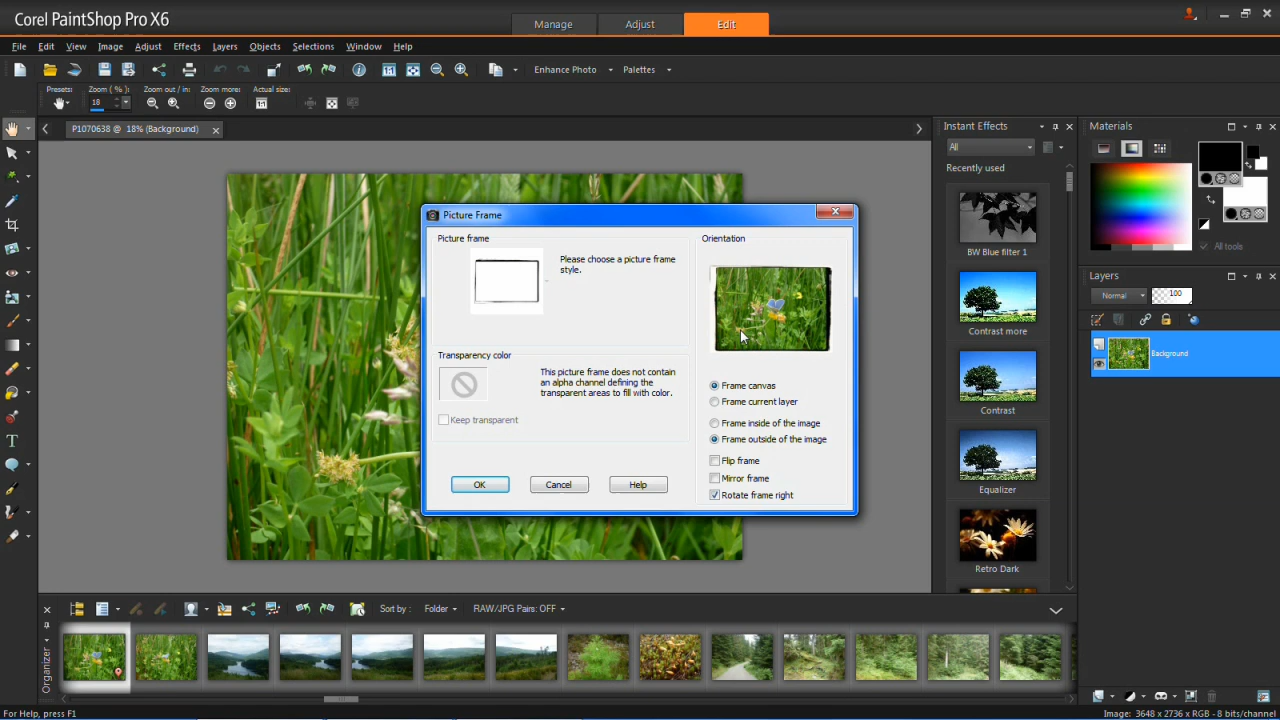 Corel PaintShop Pro X6
Manage
Adjust
Edit
File
Edit
View
Image
Adjust
Effects
Layers
Objects
Selections
Window
Help
Enhance Photo
Palettes
Presets:
Zoom ( % ):
Zoom out / in:
Zoom more:
Actual size:
18
P1070638 @ 18% (Background)
Instant Effects
All
Recently used
BW Blue filter 1
Contrast more
Contrast
Equalizer
Retro Dark
Materials
All tools
Layers
Normal
100
Background
Picture Frame
Picture frame
Please choose a picture frame
style.
Transparency color
This picture frame does not contain
an alpha channel defining the
transparent areas to fill with color.
Keep transparent
OK
Cancel
Help
Orientation
Frame canvas
Frame current layer
Frame inside of the image
Frame outside of the image
Flip frame
Mirror frame
Rotate frame right
Organizer
Sort by :
Folder
RAW/JPG Pairs: OFF
For Help, press F1
Image: 3648 x 2736 x RGB - 8 bits/channel